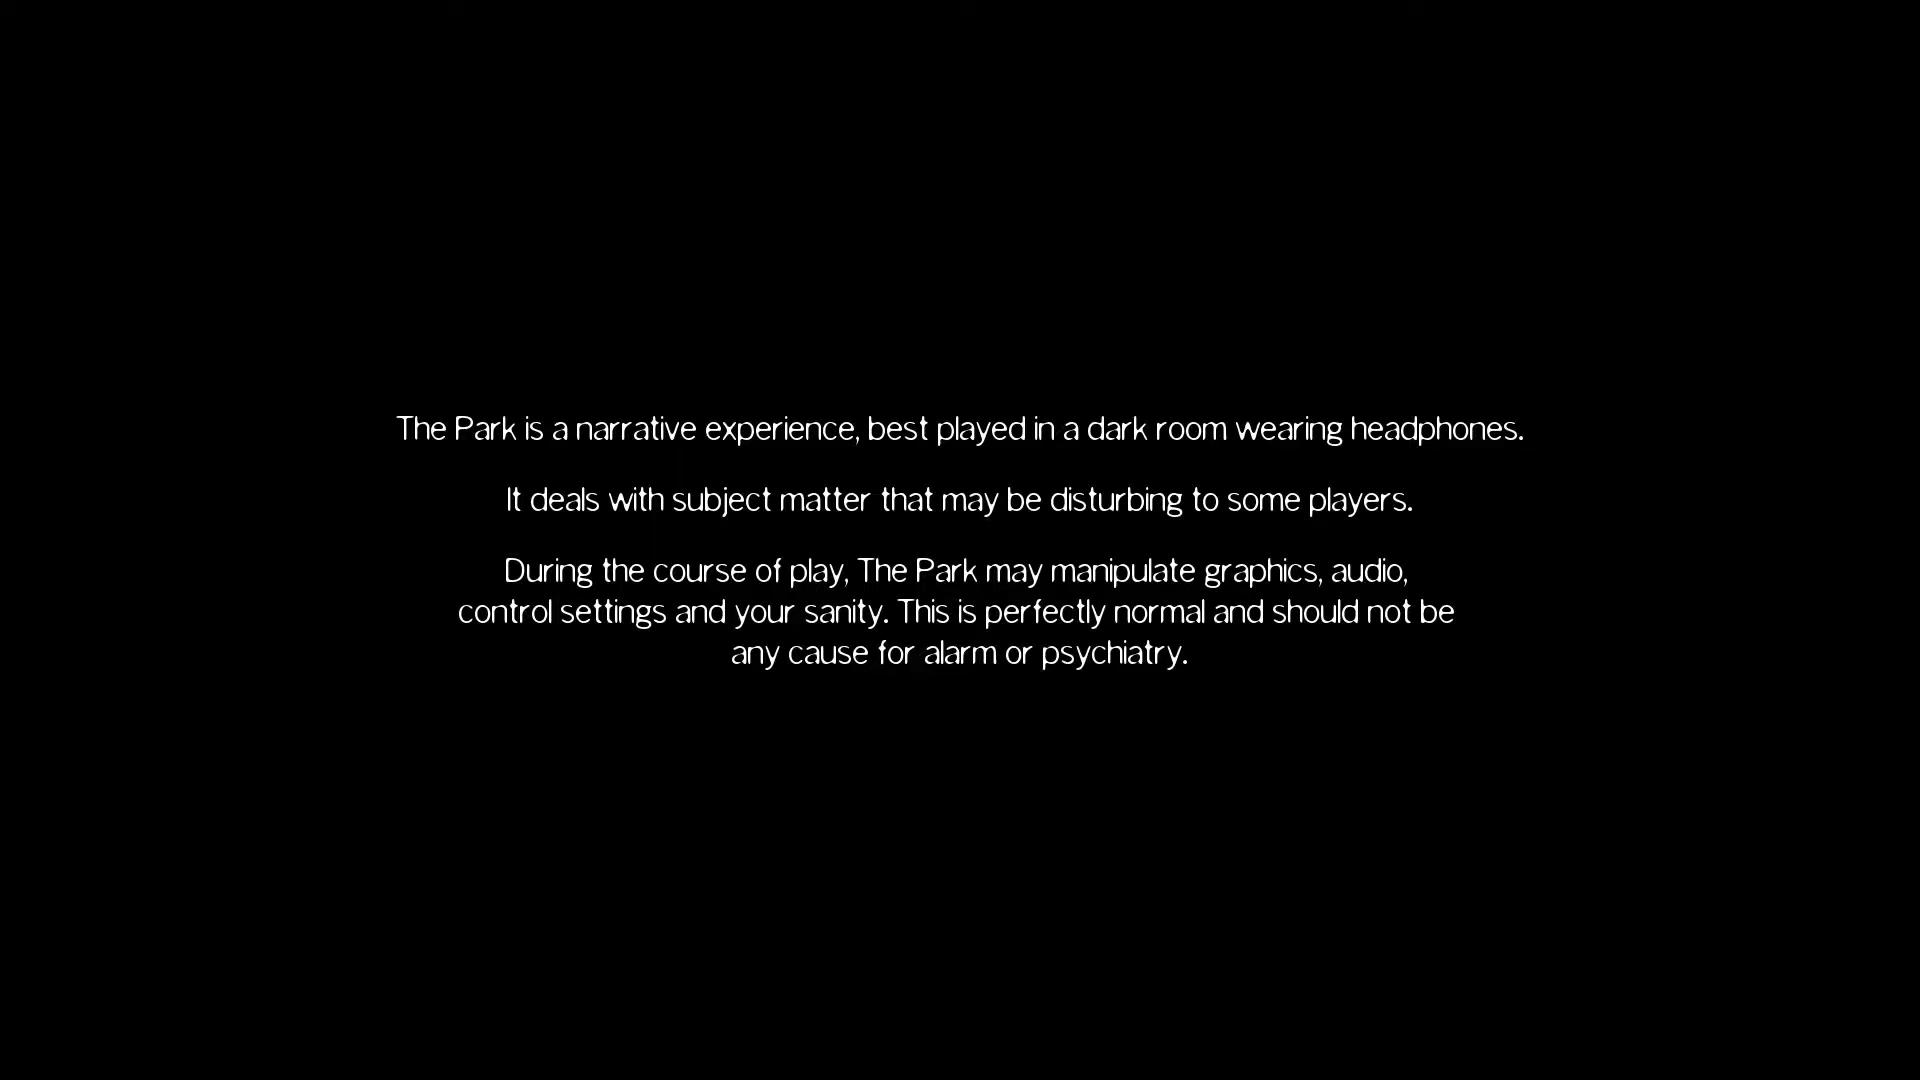 The Park is a narrative experience, best played in a dark room wearing headphones.
It deals with subject matter that may be disturbing to some players.
During the course of play, The Park may manipulate graphics, audio,
control settings and your sanity. This is perfectly normal and should not be
any cause for alarm or psychiatry.